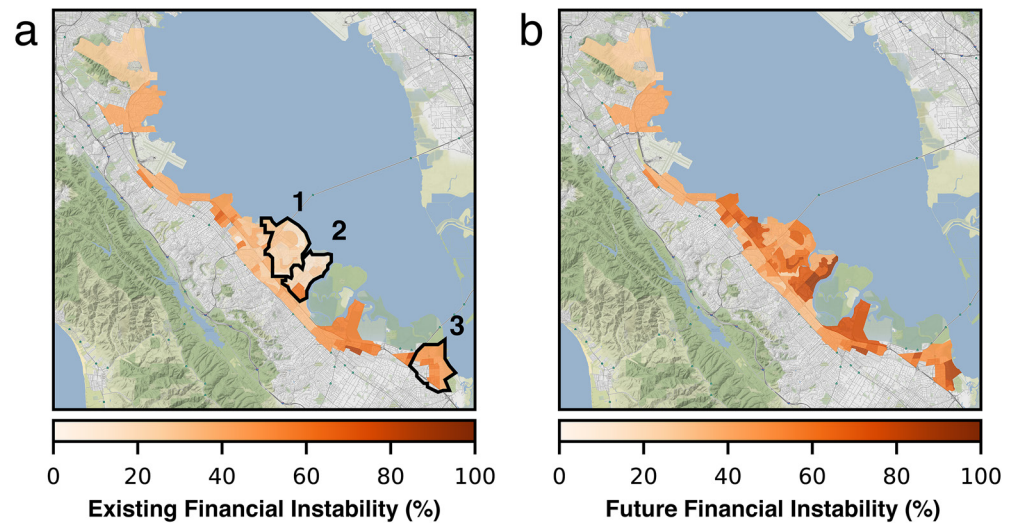 a
b
1
2
3
0 20 40 60 80 100
Existing Financial Instability (%)
0 20 40 60 80 100
Future Financial Instability (%)